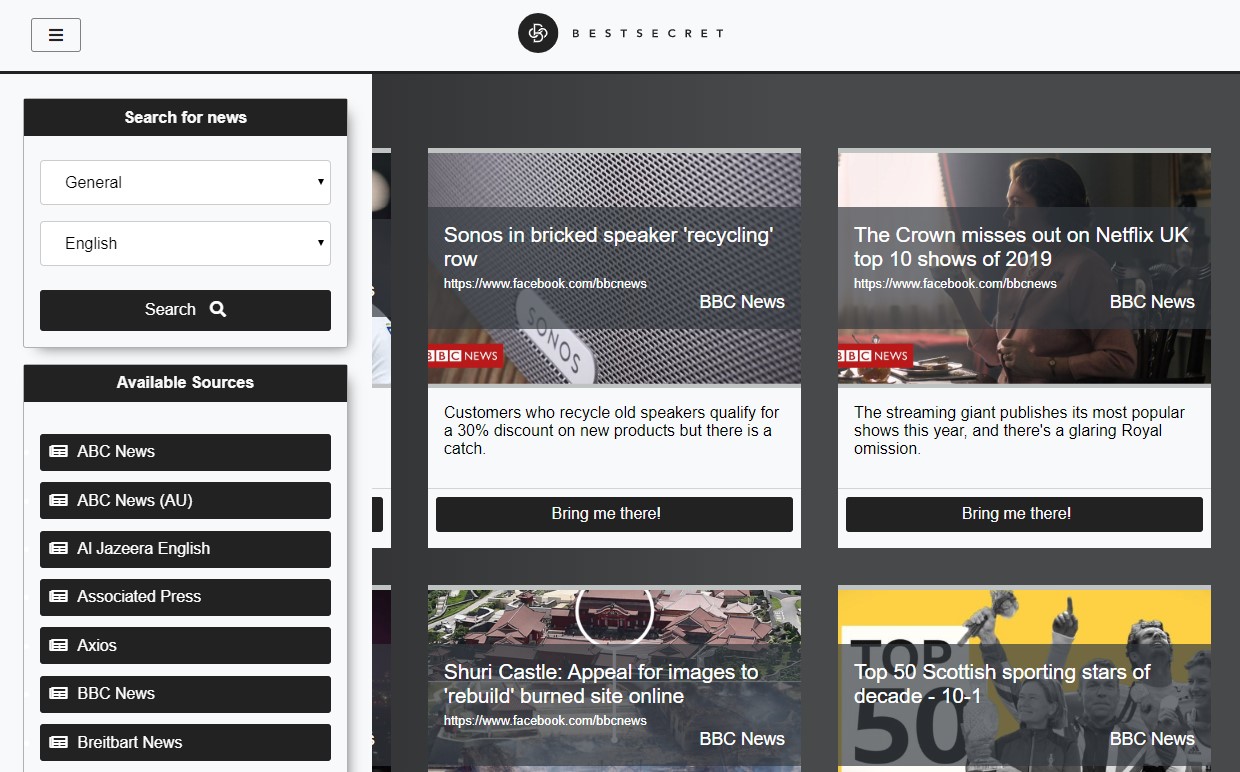 BESTSECRET
Search for news
General
English
Search
Available Sources
ABC News
ABC News (AU)
Al Jazeera English
Associated Press
Axios
BBC News
Breitbart News
s
s
Sonos in bricked speaker 'recycling'
row
https://www.facebook.com/bbcnews
BBC News
SONOS
BBC NEWS
Customers who recycle old speakers qualify for
a 30% discount on new products but there is a
catch.
Bring me there!
The Crown misses out on Netflix UK
top 10 shows of 2019
https://www.facebook.com/bbcnews
BBC News
BBC NEWS
The streaming giant publishes its most popular
shows this year, and there's a glaring Royal
omission.
Bring me there!
Shuri Castle: Appeal for images to
'rebuild' burned site online
https://www.facebook.com/bbcnews
BBC News
TOP
50
Top 50 Scottish sporting stars of
decade - 10-1
BBC News